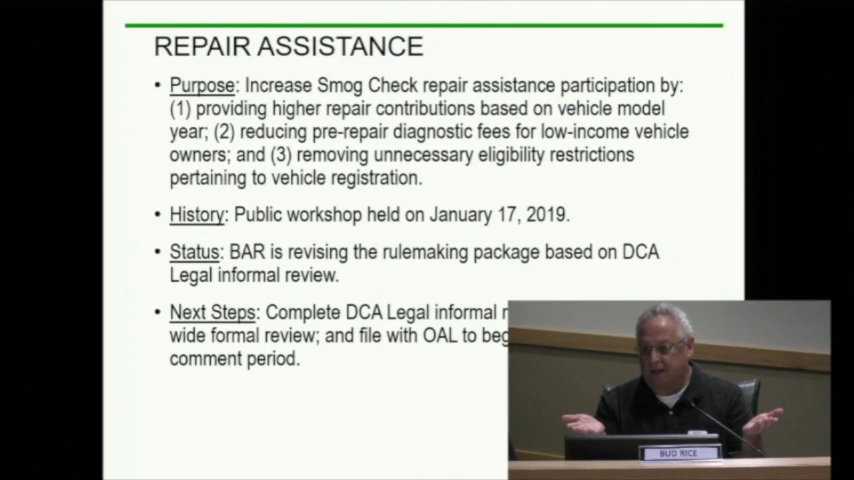 REPAIR ASSISTANCE
• Purpose: Increase Smog Check repair assistance participation by:
(1) providing higher repair contributions based on vehicle model
year; (2) reducing pre-repair diagnostic fees for low-income vehicle
owners; and (3) removing unnecessary eligibility restrictions
pertaining to vehicle registration.
• History: Public workshop held on January 17, 2019.
• Status: BAR is revising the rulemaking package based on DCA
Legal informal review.
• Next Steps: Complete DCA Legal informal
wide formal review; and file with OAL to
comment period.
BUD RICE